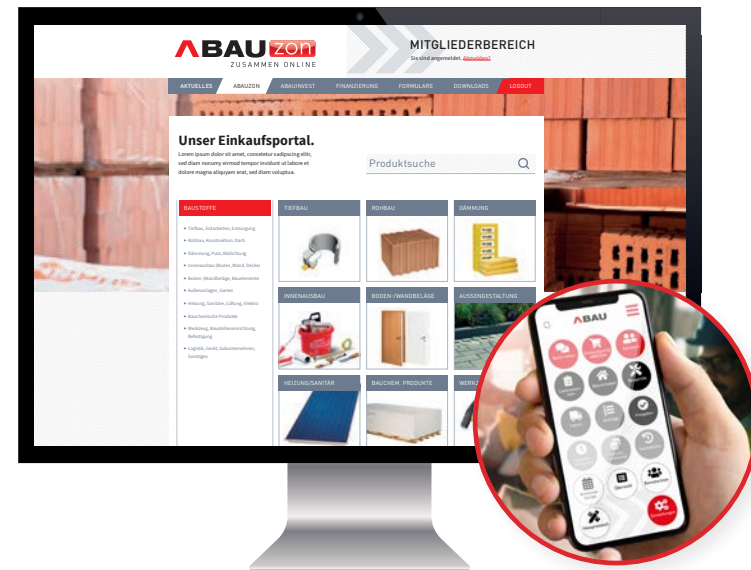 ABAU zon
ZUSAMMEN ONLINE
MITGLIEDERBEREICH
Sie sind angemeldet. Abmelden?
AKTUELLES ABAUZON ABAUINVEST FINANZIERUNG FORMULARE DOWNLOADS LOGOUT
Unser Einkaufsportal.
Lorem ipsum dolor sit amet, consetetur sadipscing elitr,
sed diam nonumy eirmod tempor invidunt ut labore et
dolore magna aliquyam erat, sed diam voluptua.
Produktsuche
BAUSTOFFE
Tiefbau, Erdarbeiten, Entsorgung
Rohbau, Konstruktion, Dach
Dämmung, Putz, Abdichtung
Innenausbau (Boden, Wand, Decke)
Boden-/Wandbeläge, Bauelemente
Außenanlagen, Garten
Heizung, Sanitär, Lüftung, Elektro
Bauchemische Produkte
Werkzeug, Baustelleneinrichtung,
Befestigung
Logistik, Gerät, Subunternehmer,
Sonstiges
TIEFBAU
ROHBAU
DÄMMUNG
INNENAUSBAU
BODEN-/WANDBELÄGE
AUSSENGESTALTUNG
HEIZUNG/SANITÄR
BAUCHEM. PRODUKTE
WERKZ
ABAU
Übersicht